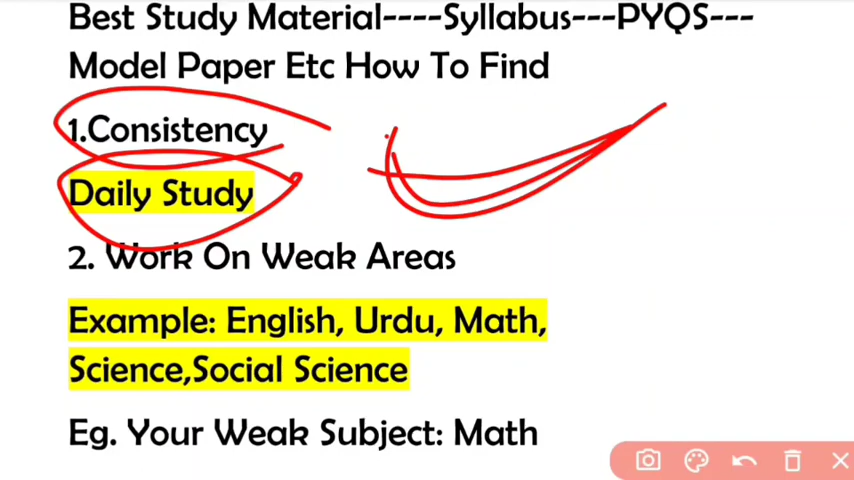 Best Study Material----Syllabus---PYQS---
Model Paper Etc How To Find
1.Consistency
Daily Study
2. Work On Weak Areas
Example: English, Urdu, Math,
Science,Social Science
Eg. Your Weak Subject: Math